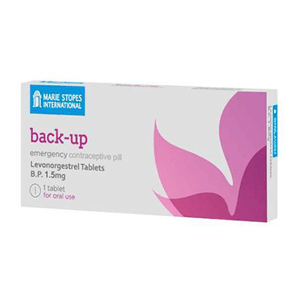 MARIE STOPES
INTERNATIONAL
back-up
emergency contraceptive pill
Levonorgestrel Tablets
B.P. 1.5mg
1 tablet
for oral use